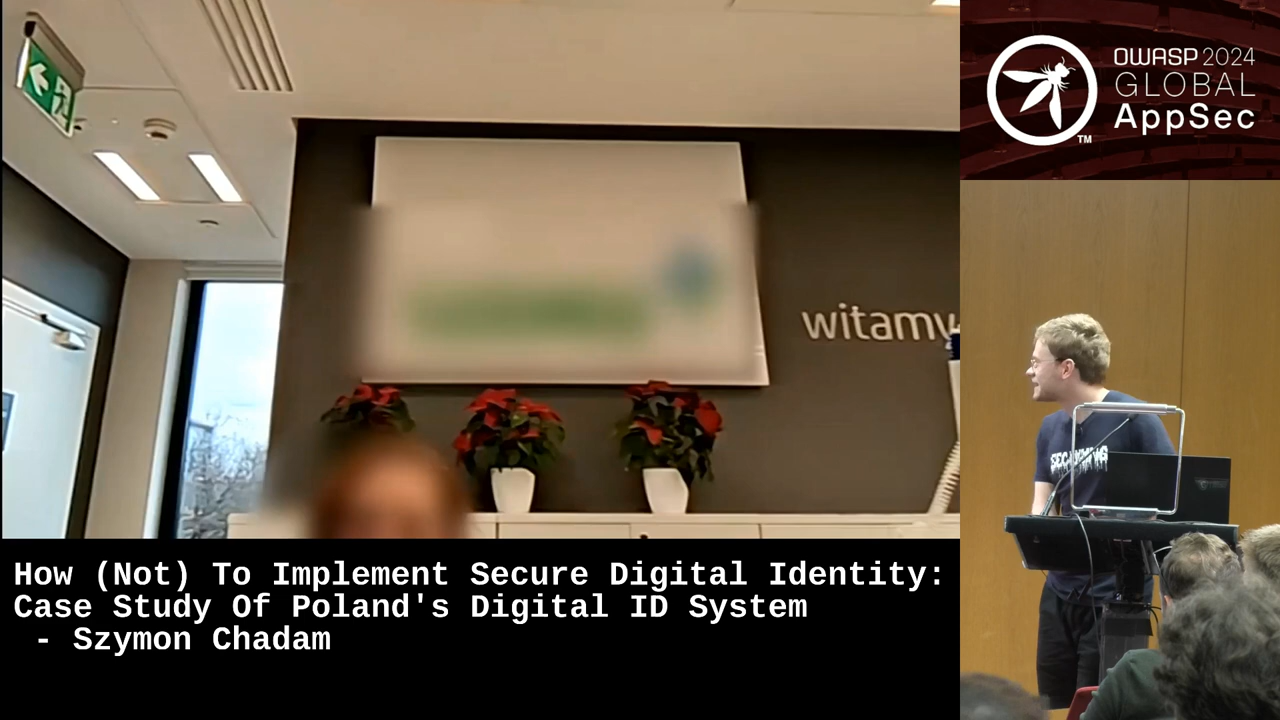 OWASP 2024
GLOBAL
AppSec
TM
witamy
How (Not) To Implement Secure Digital Identity:
Case Study Of Poland's Digital ID System
- Szymon Chadam